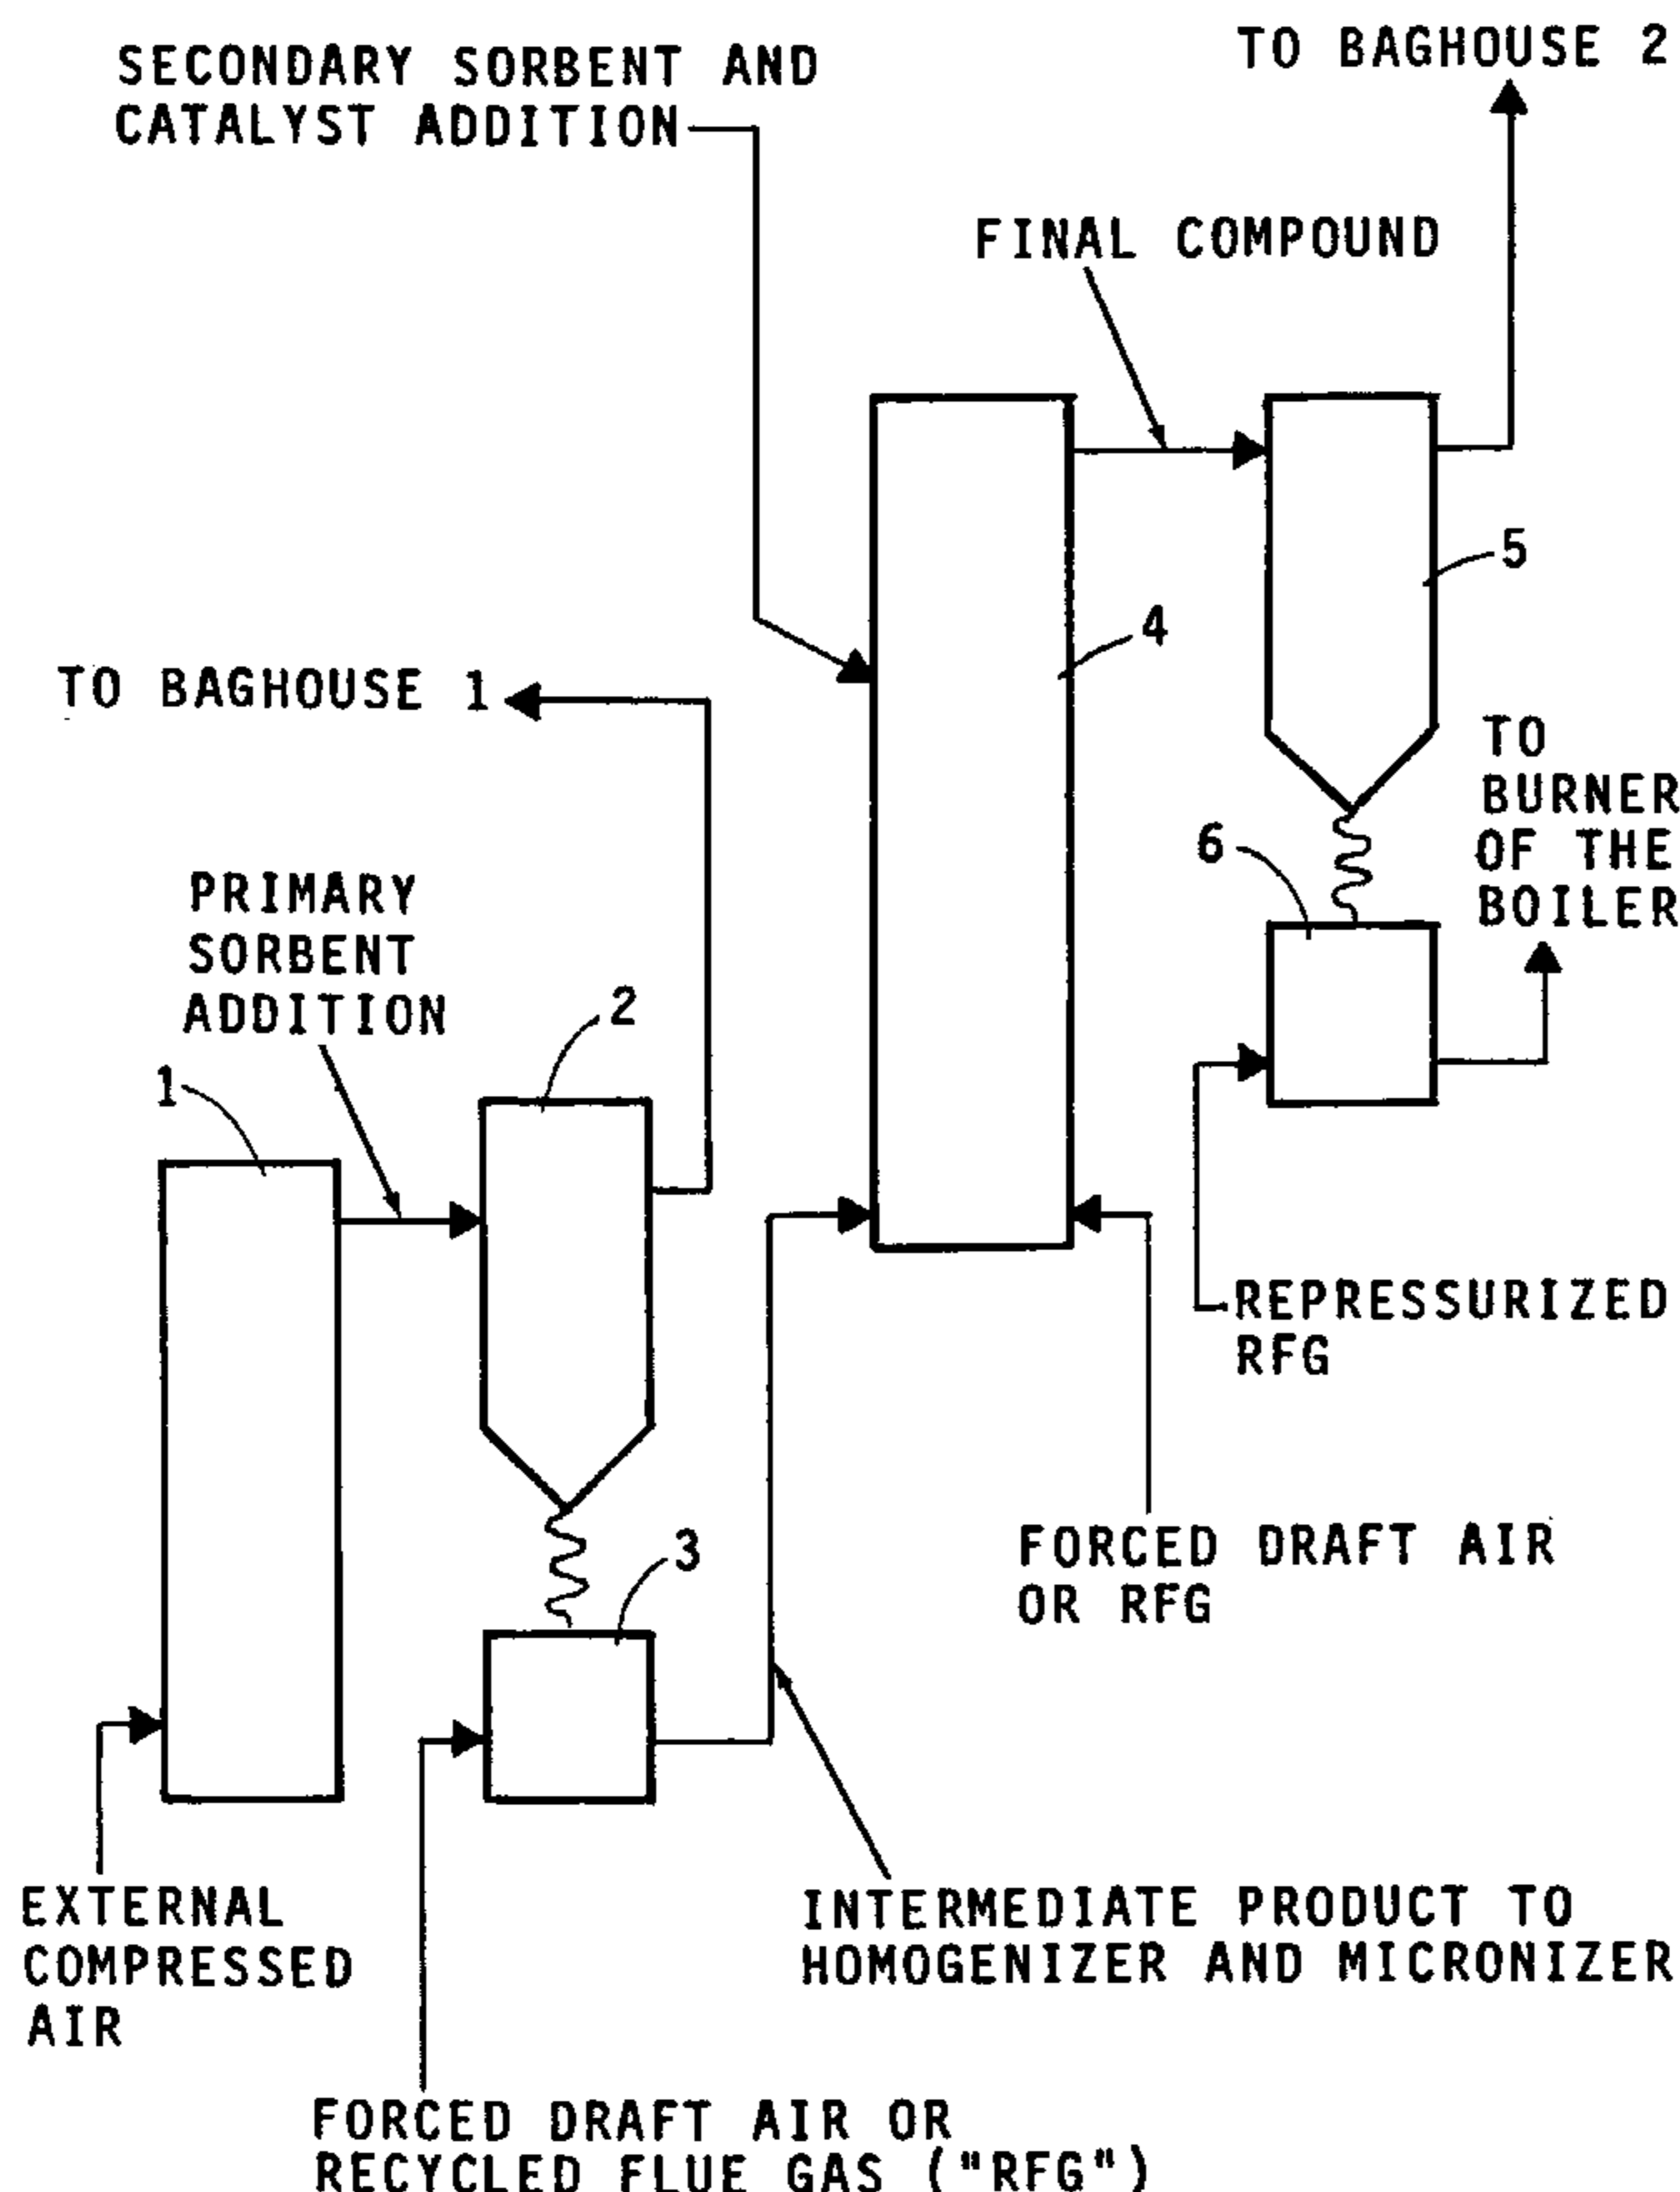 SECONDARY SORBENT AND
CATALYST ADDITION
TO BAGHOUSE 2
FINAL COMPOUND
5
4
TO BAGHOUSE 1
TO
BURNER
OF THE
BOILER
6
PRIMARY
SORBENT
ADDITION
2
1
REPRESSURIZED
RFG
FORCED DRAFT AIR
OR RFG
3
EXTERNAL
COMPRESSED
AIR
INTERMEDIATE PRODUCT TO
HOMOGENIZER AND MICRONIZER
FORCED DRAFT AIR OR
RECYCLED FLUE GAS ("RFG")